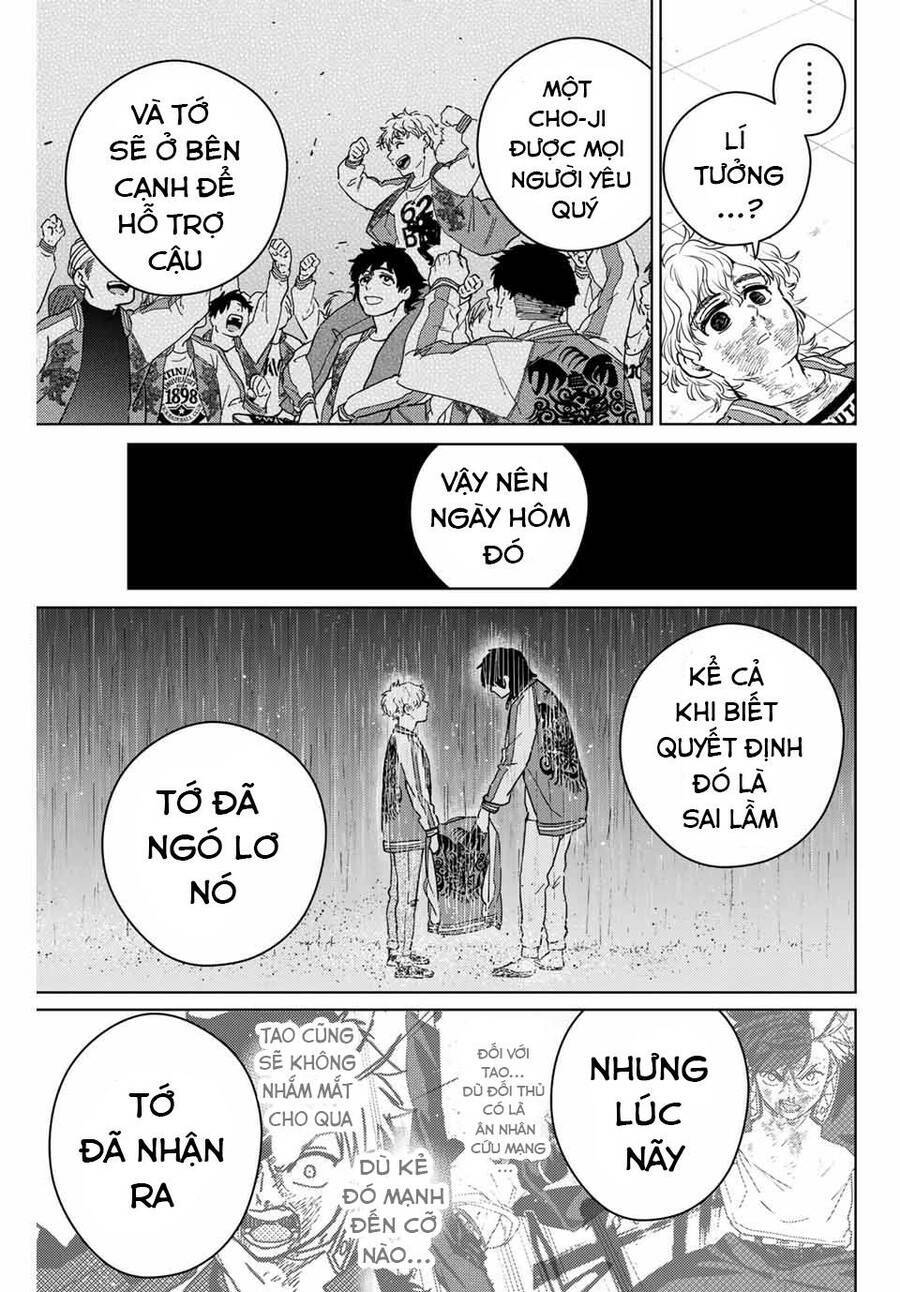 ………
LÍ
TƯỞNG
…?
MỘT
CHO-JI
ĐƯỢC MỌI
NGƯỜI YÊU
QUÝ
VÀ TỚ
SẼ Ở BÊN
CẠNH ĐỂ
HỖ TRỢ
CẬU
62
1898
VẬY NÊN
NGÀY HÔM
ĐÓ
KỂ CẢ
KHI BIẾT
QUYẾT ĐỊNH
ĐÓ LÀ
SAI LẦM
TỚ ĐÃ
NGÓ LƠ
NÓ
NHƯNG
LÚC
NÃY
ĐỐI VỚI
TAO...
DÙ ĐỐI THỦ
CÓ LÀ
ÂN NHÂN
CỨU MẠNG
...
DÙ KẺ
ĐÓ MẠNH
ĐẾN CỠ
NÀO...
TAO CŨNG
SẼ KHÔNG
NHẮM MẮT
CHO QUA
TỚ
ĐÃ NHẬN
RA